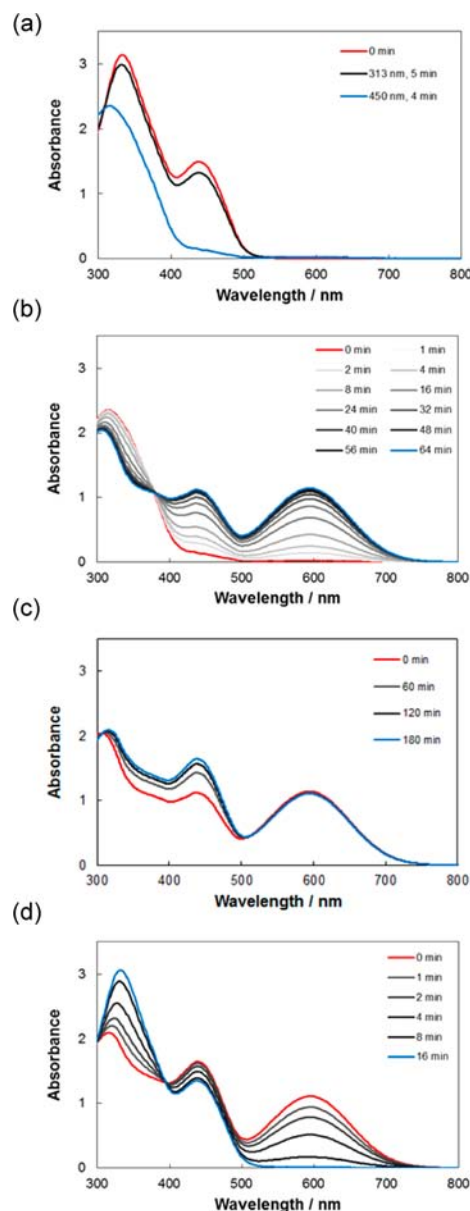 (a)
3
2
1
0
Absorbance
0 min
313 nm, 5 min
450 nm, 4 min
300 400 500 600 700 800
Wavelength / nm
(b)
3
2
1
0
Absorbance
0 min 1 min
2 min 4 min
8 min 16 min
24 min 32 min
40 min 48 min
56 min 64 min
300 400 500 600 700 800
Wavelength / nm
(c)
3
2
1
0
Absorbance
0 min
60 min
120 min
180 min
300 400 500 600 700 800
Wavelength / nm
(d)
3
2
1
0
Absorbance
0 min
1 min
2 min
4 min
8 min
16 min
300 400 500 600 700 800
Wavelength / nm